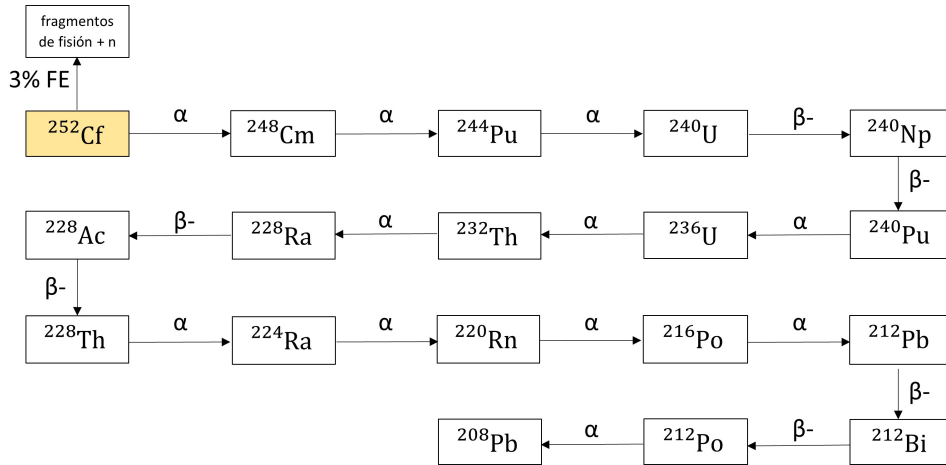 fragmentos
de fisión + n
3% FE
²⁵²Cf α ²⁴⁸Cm α ²⁴⁴Pu α ²⁴⁰U β- ²⁴⁰Np
β-
²²⁸Ac β- ²²⁸Ra α ²³²Th α ²³⁶U α ²⁴⁰Pu
β-
²²⁸Th α ²²⁴Ra α ²²⁰Rn α ²¹⁶Po α ²¹²Pb
β-
²⁰⁸Pb α ²¹²Po β- ²¹²Bi